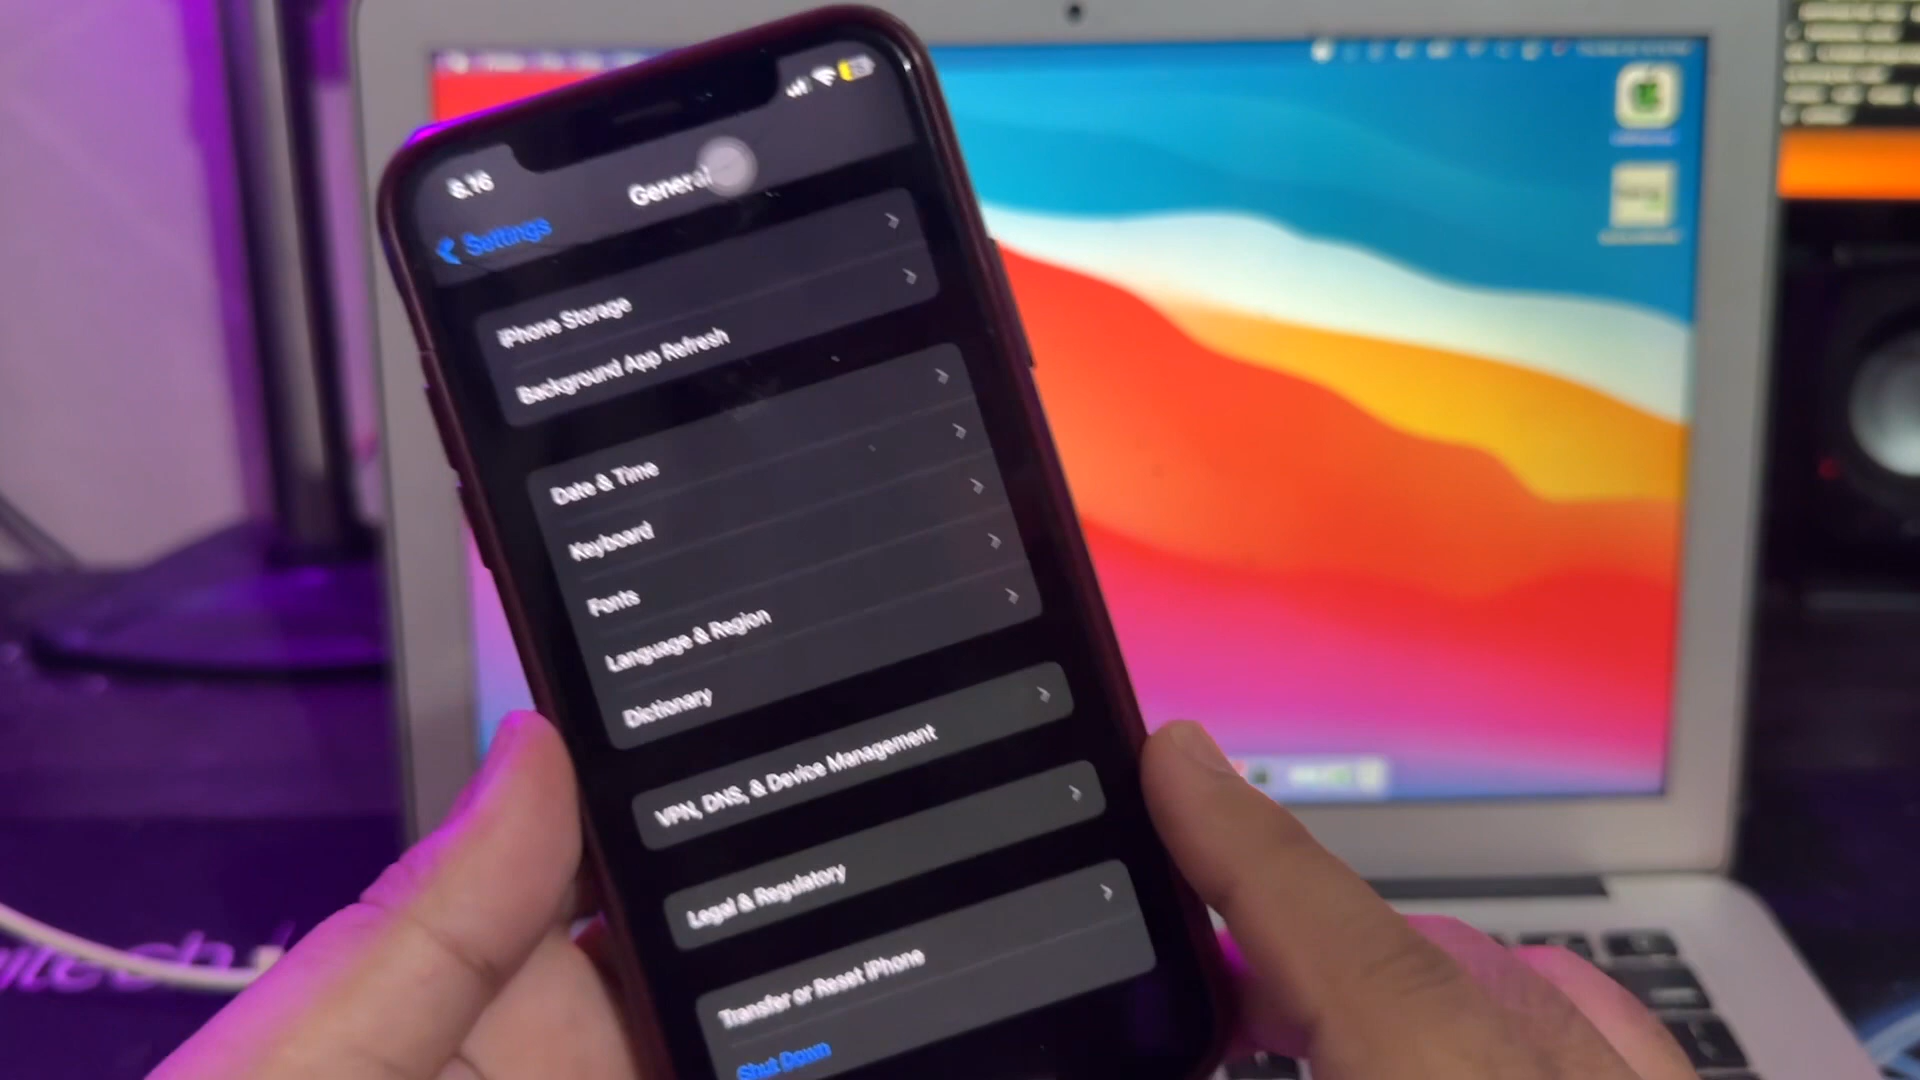 8.16
General
Settings
iPhone Storage
Background App Refresh
Date & Time
Keyboard
Fonts
Language & Region
Dictionary
VPN, DNS, & Device Management
Legal & Regulatory
Transfer or Reset iPhone
Shut Down